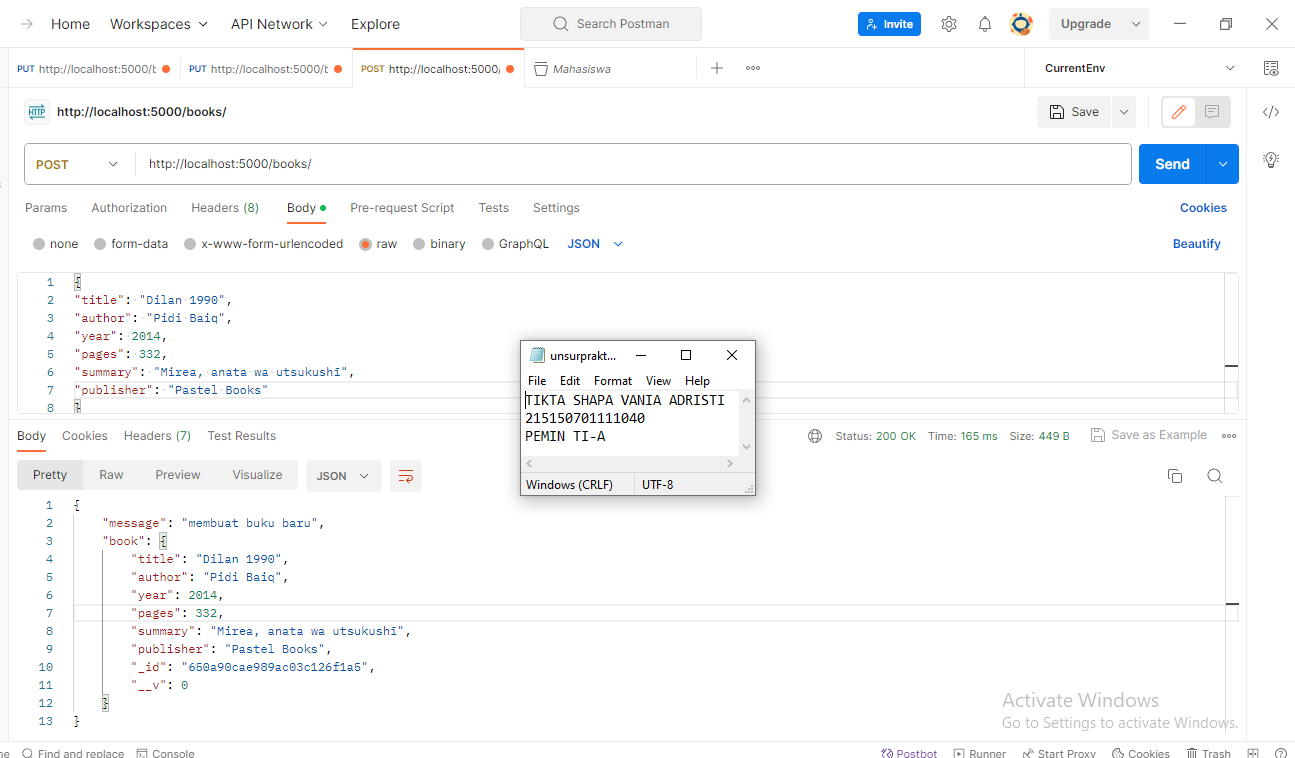 Home Workspaces API Network Explore Search Postman Invite Upgrade
PUT http://localhost:5000/b PUT http://localhost:5000/b POST http://localhost:5000/ Mahasiswa CurrentEnv
HTTP http://localhost:5000/books/ Save
POST http://localhost:5000/books/ Send
Params Authorization Headers (8) Body Pre-request Script Tests Settings Cookies
none form-data x-www-form-urlencoded raw binary GraphQL JSON Beautify
1 {
2 "title": "Dilan 1990",
3 "author": "Pidi Baiq",
4 "year": 2014,
5 "pages": 332,
6 "summary": "Mirea, anata wa utsukushī",
7 "publisher": "Pastel Books"
8 }
unsurprakt...
File Edit Format View Help
TIKTA SHAPA VANIA ADRISTI
215150701111040
PEMIN TI-A
Windows (CRLF) UTF-8
Body Cookies Headers (7) Test Results Status: 200 OK Time: 165 ms Size: 449 B Save as Example
Pretty Raw Preview Visualize JSON
1 {
2 "message": "membuat buku baru",
3 "book": {
4 "title": "Dilan 1990",
5 "author": "Pidi Baiq",
6 "year": 2014,
7 "pages": 332,
8 "summary": "Mirea, anata wa utsukushī",
9 "publisher": "Pastel Books",
10 "_id": "650a90cae989ac03c126f1a5",
11 "__v": 0
12 }
13 }
Activate Windows
Go to Settings to activate Windows.
Find and replace Console Postbot Runner Start Proxy Cookies Trash